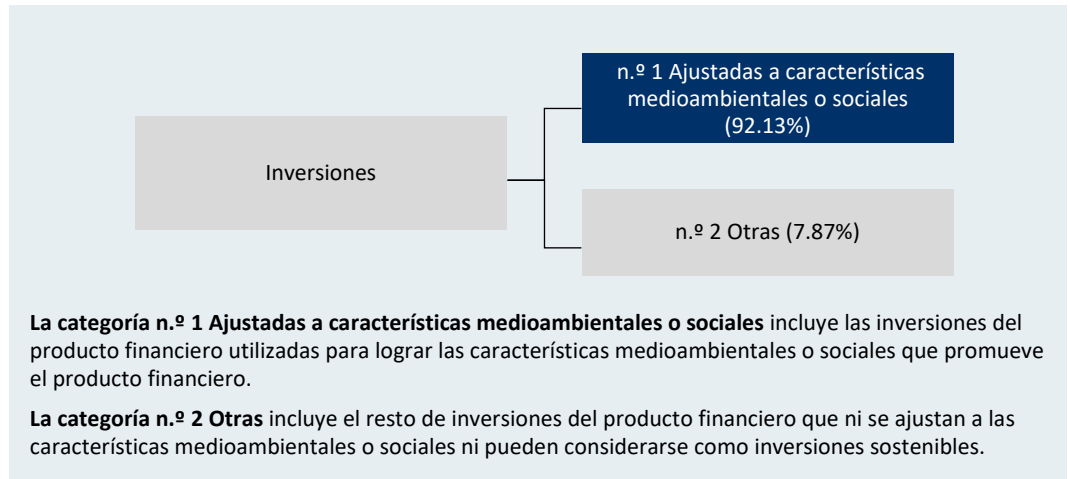 n.º 1 Ajustadas a características
medioambientales o sociales
(92.13%)
Inversiones
n.º 2 Otras (7.87%)
La categoría n.º 1 Ajustadas a características medioambientales o sociales incluye las inversiones del
producto financiero utilizadas para lograr las características medioambientales o sociales que promueve
el producto financiero.
La categoría n.º 2 Otras incluye el resto de inversiones del producto financiero que ni se ajustan a las
características medioambientales o sociales ni pueden considerarse como inversiones sostenibles.